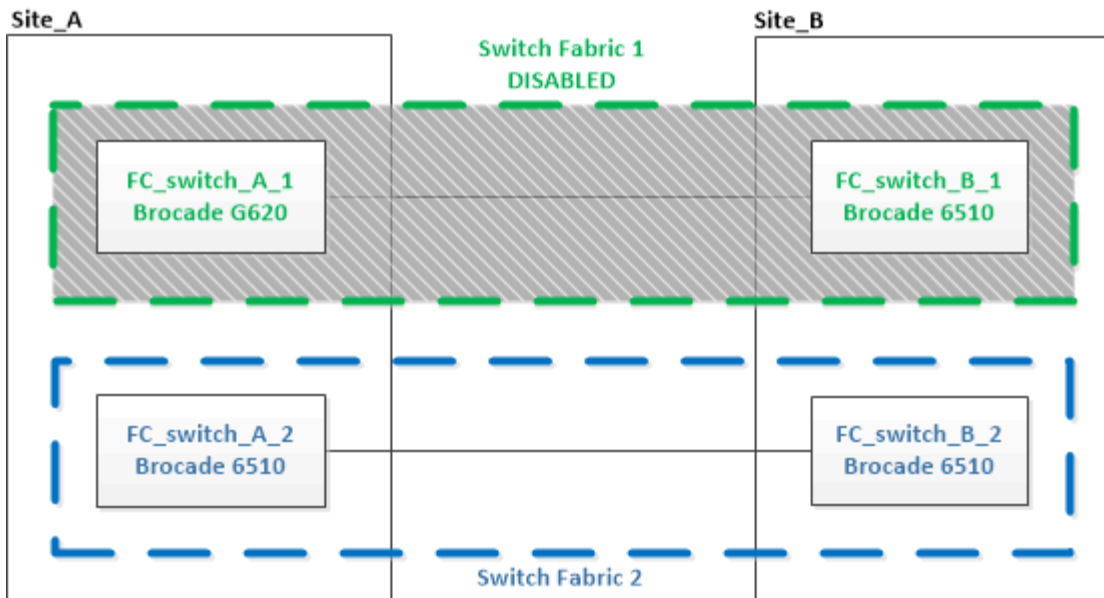 Site_A
Site_B
Switch Fabric 1
DISABLED
FC_switch_A_1
Brocade G620
FC_switch_B_1
Brocade 6510
FC_switch_A_2
Brocade 6510
FC_switch_B_2
Brocade 6510
Switch Fabric 2